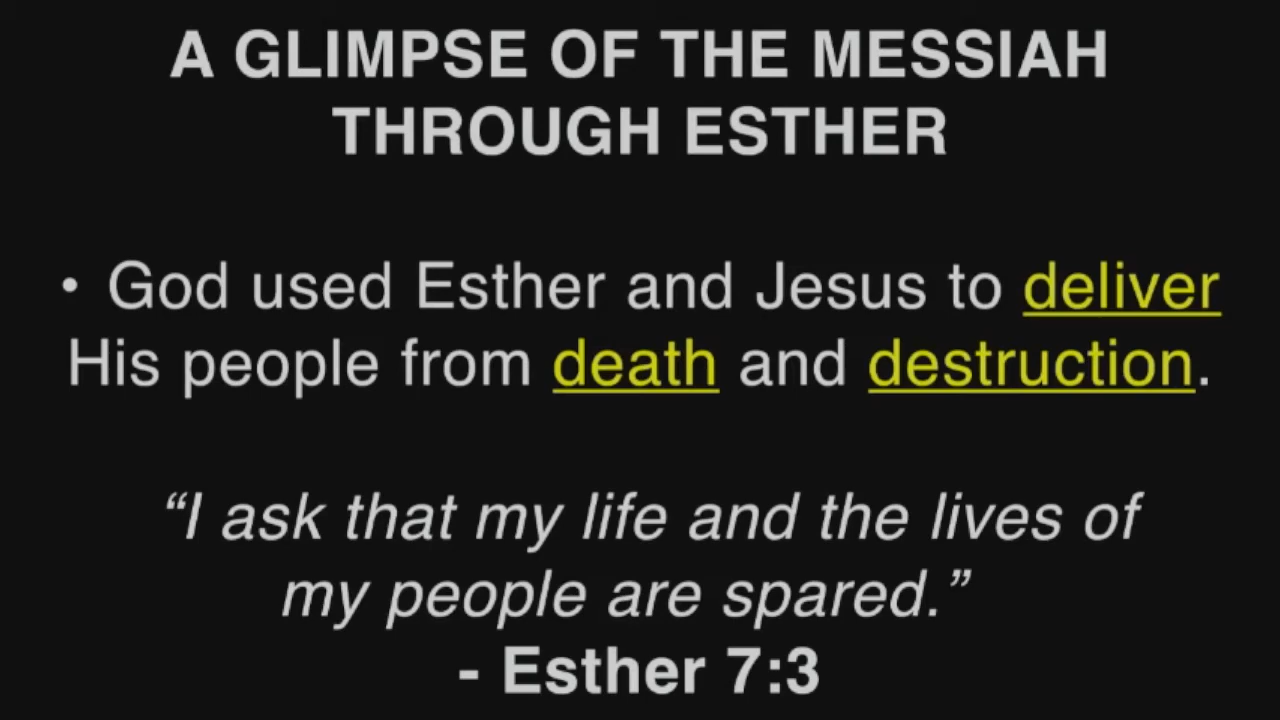 A GLIMPSE OF THE MESSIAH
THROUGH ESTHER
• God used Esther and Jesus to deliver
His people from death and destruction.
“I ask that my life and the lives of
my people are spared.”
- Esther 7:3